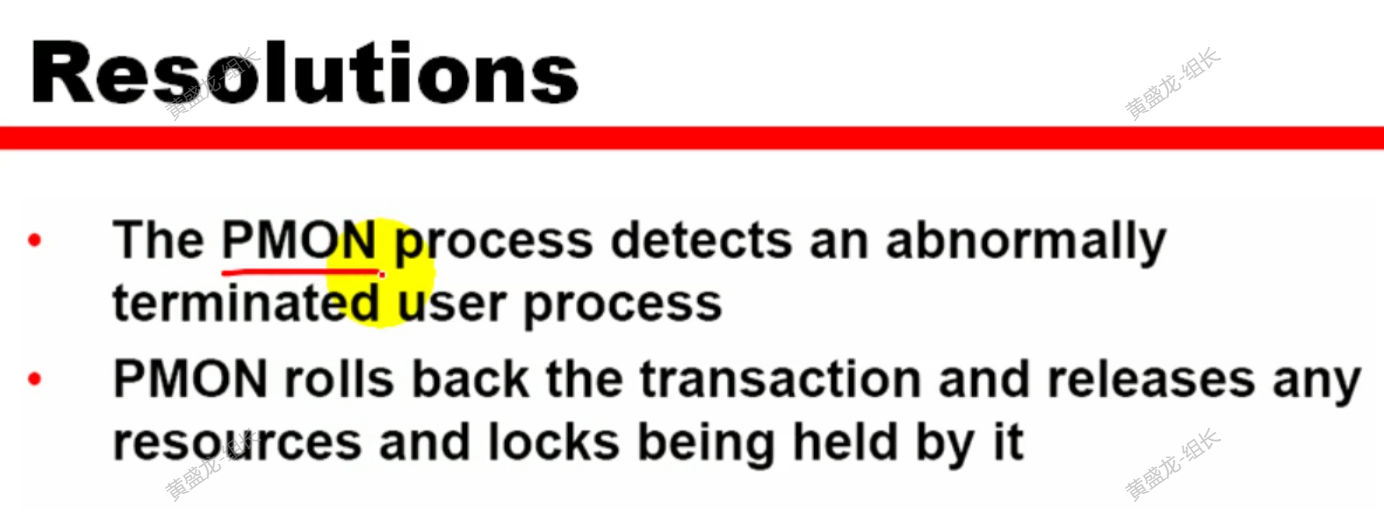 Resolutions
黄盛龙-组长
黄盛龙-组长
• The PMON process detects an abnormally
terminated user process
• PMON rolls back the transaction and releases any
resources and locks being held by it
黄盛龙-组长
黄盛龙-组长